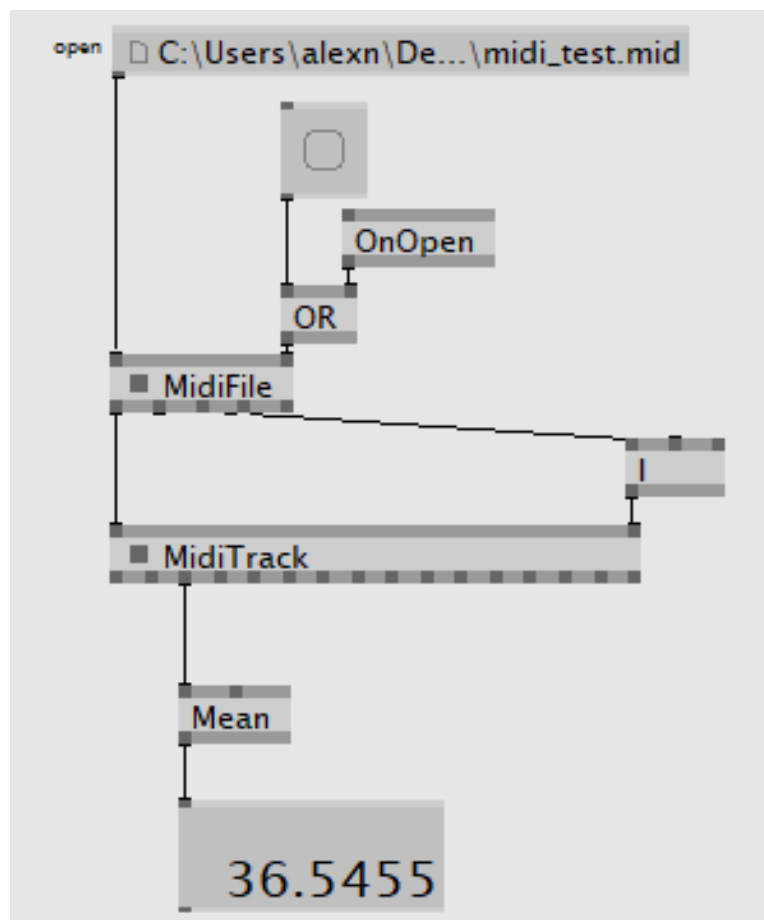 open C:\Users\alexn\De...\midi_test.mid
OnOpen
OR
MidiFile
I
MidiTrack
Mean
36.5455